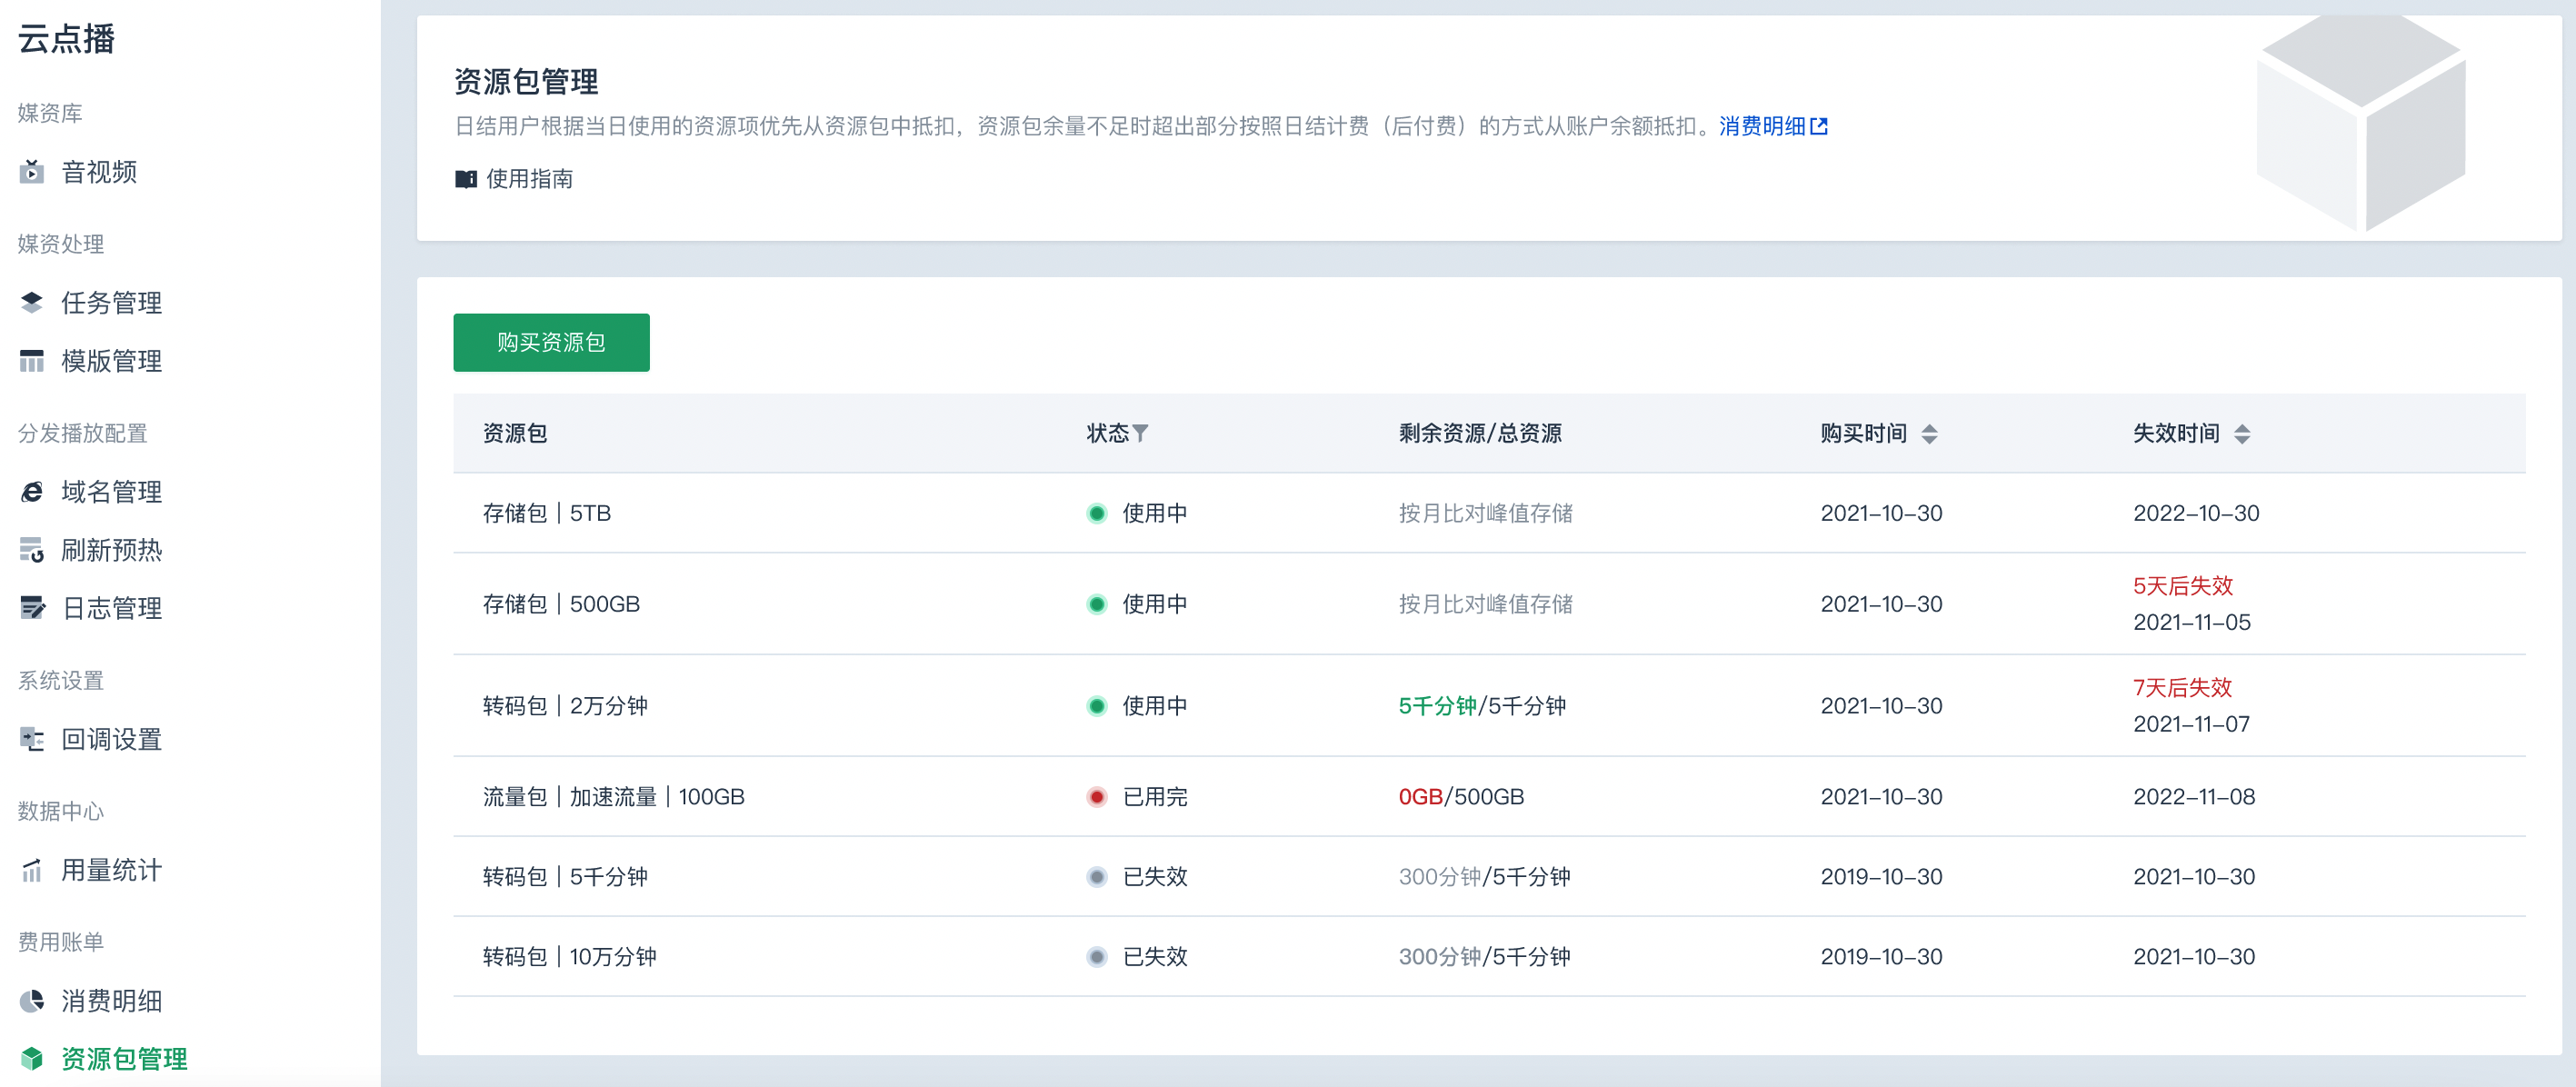 云点播
媒资库
音视频
媒资处理
任务管理
模版管理
分发播放配置
域名管理
刷新预热
日志管理
系统设置
回调设置
数据中心
用量统计
费用账单
消费明细
资源包管理
资源包管理
日结用户根据当日使用的资源项优先从资源包中抵扣，资源包余量不足时超出部分按照日结计费（后付费）的方式从账户余额抵扣。消费明细
使用指南
购买资源包
资源包 状态 剩余资源/总资源 购买时间 失效时间
存储包｜5TB 使用中 按月比对峰值存储 2021-10-30 2022-10-30
存储包｜500GB 使用中 按月比对峰值存储 2021-10-30 5天后失效
2021-11-05
转码包｜2万分钟 使用中 5千分钟/5千分钟 2021-10-30 7天后失效
2021-11-07
流量包｜加速流量｜100GB 已用完 0GB/500GB 2021-10-30 2022-11-08
转码包｜5千分钟 已失效 300分钟/5千分钟 2019-10-30 2021-10-30
转码包｜10万分钟 已失效 300分钟/5千分钟 2019-10-30 2021-10-30